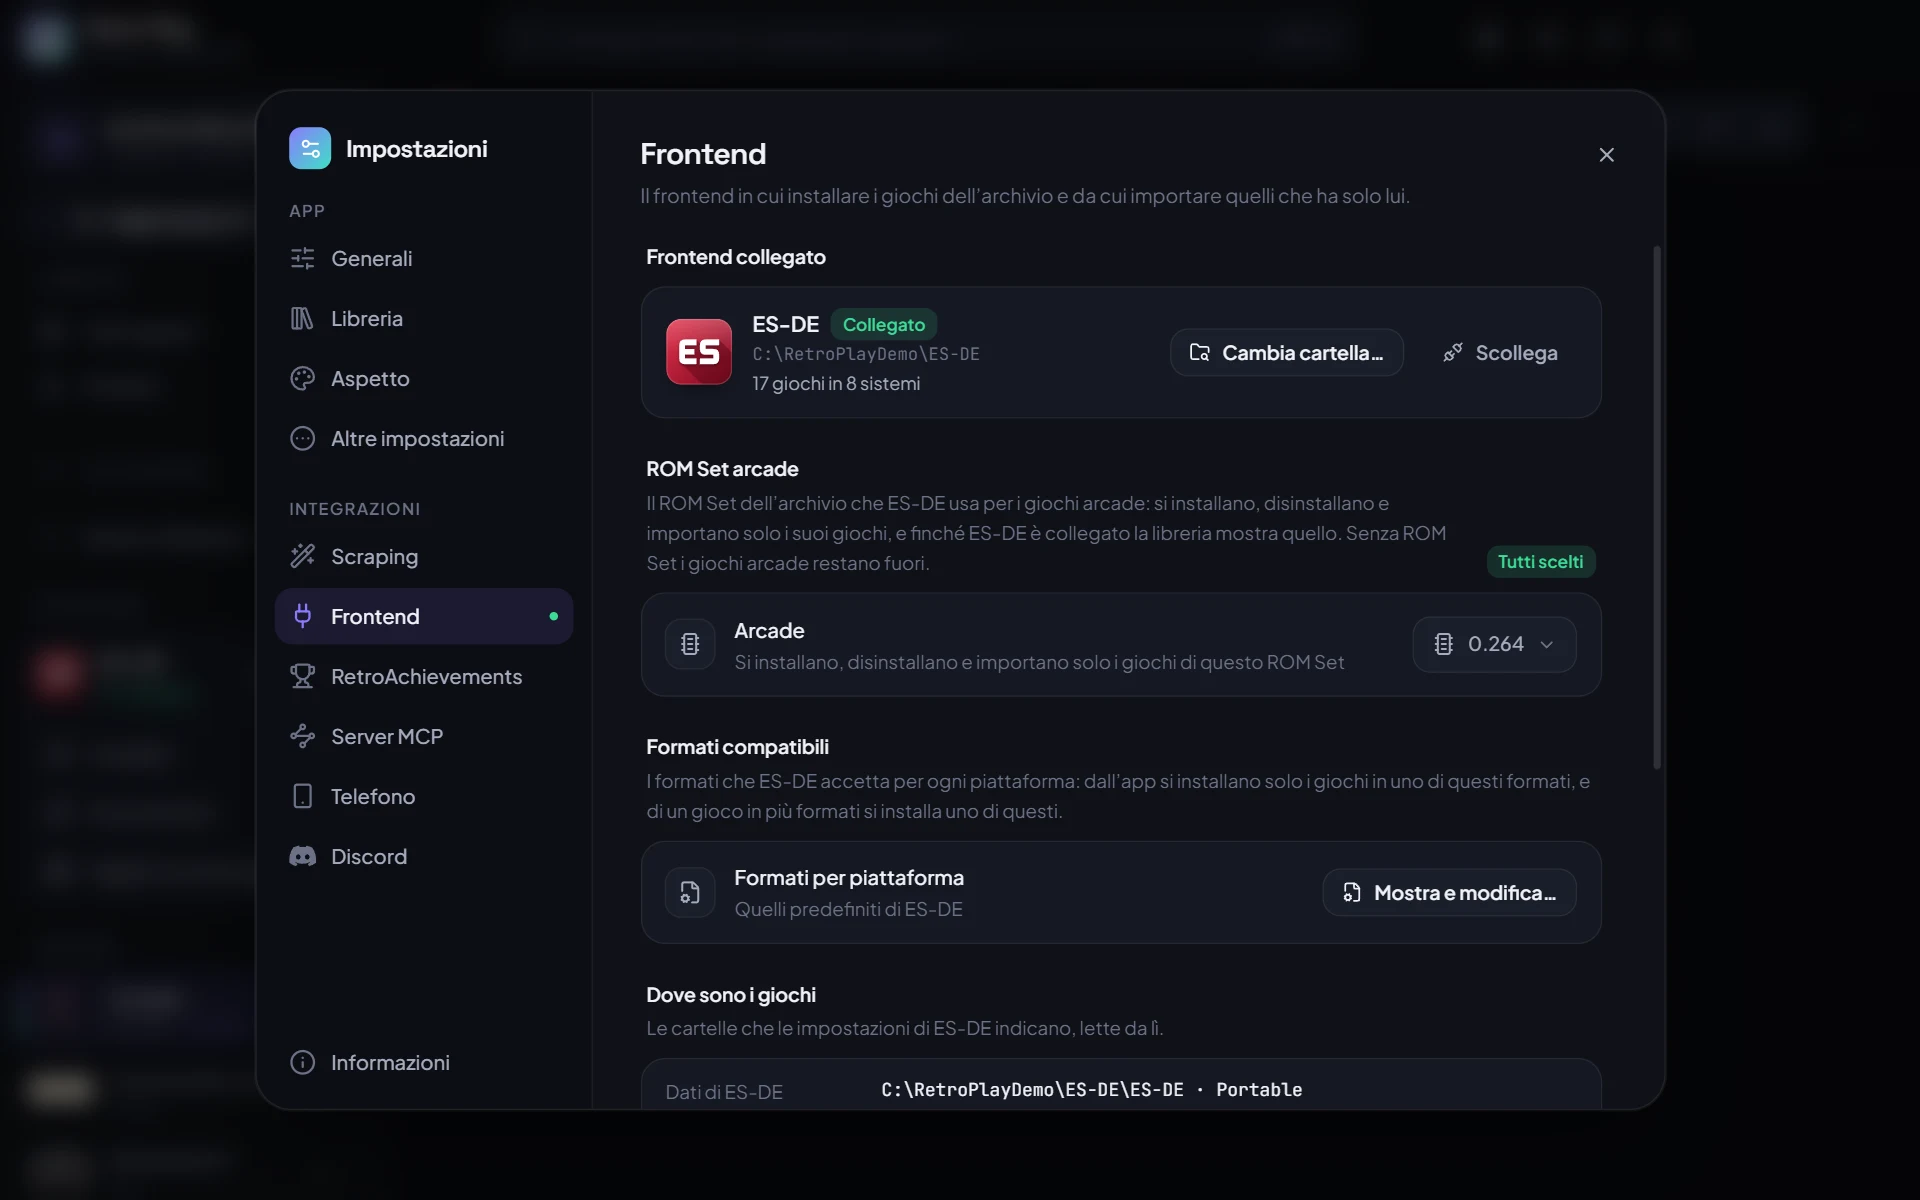 Impostazioni
APP
Generali
Libreria
Aspetto
Altre impostazioni
INTEGRAZIONI
Scraping
Frontend
RetroAchievements
Server MCP
Telefono
Discord
Informazioni
Frontend
Il frontend in cui installare i giochi dell’archivio e da cui importare quelli che ha solo lui.
Frontend collegato
ES
ES-DE Collegato
C:\RetroPlayDemo\ES-DE
17 giochi in 8 sistemi
Cambia cartella…
Scollega
ROM Set arcade
Il ROM Set dell’archivio che ES-DE usa per i giochi arcade: si installano, disinstallano e
importano solo i suoi giochi, e finché ES-DE è collegato la libreria mostra quello. Senza ROM
Set i giochi arcade restano fuori.
Tutti scelti
Arcade
Si installano, disinstallano e importano solo i giochi di questo ROM Set
0.264
Formati compatibili
I formati che ES-DE accetta per ogni piattaforma: dall’app si installano solo i giochi in uno di questi formati, e
di un gioco in più formati si installa uno di questi.
Formati per piattaforma
Quelli predefiniti di ES-DE
Mostra e modifica…
Dove sono i giochi
Le cartelle che le impostazioni di ES-DE indicano, lette da lì.
Dati di ES-DE
C:\RetroPlayDemo\ES-DE\ES-DE · Portable